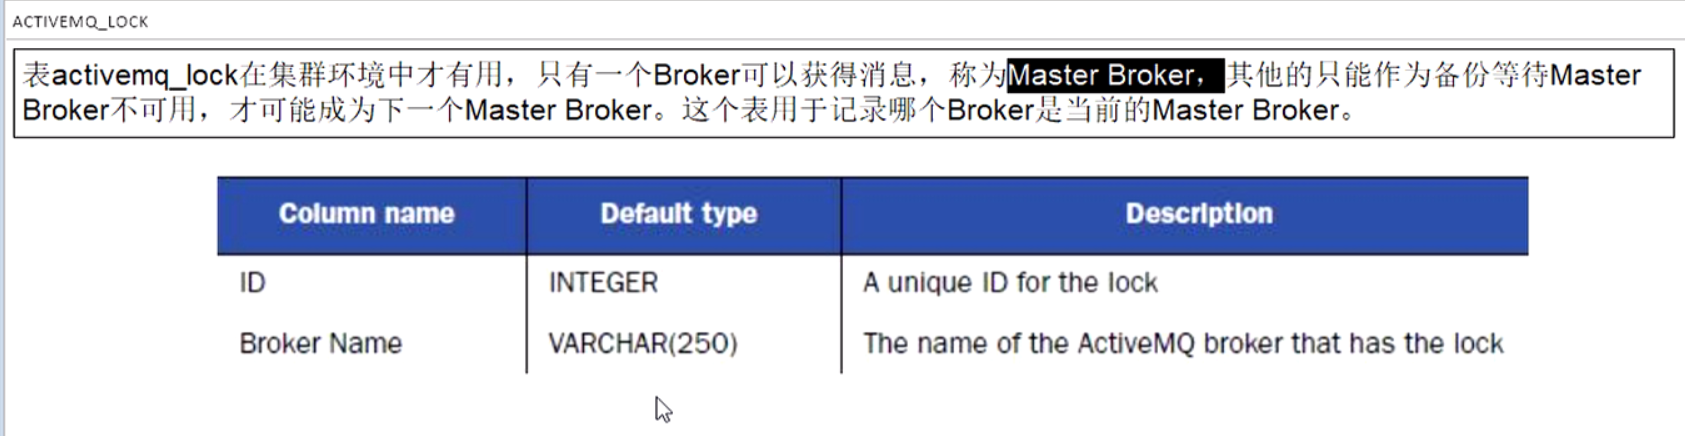 ACTIVEMQ_LOCK
表activemq_lock在集群环境中才有用，只有一个Broker可以获得消息，称为Master Broker，其他的只能作为备份等待Master
Broker不可用，才可能成为下一个Master Broker。这个表用于记录哪个Broker是当前的Master Broker。
Column name Default type Description
ID INTEGER A unique ID for the lock
Broker Name VARCHAR(250) The name of the ActiveMQ broker that has the lock